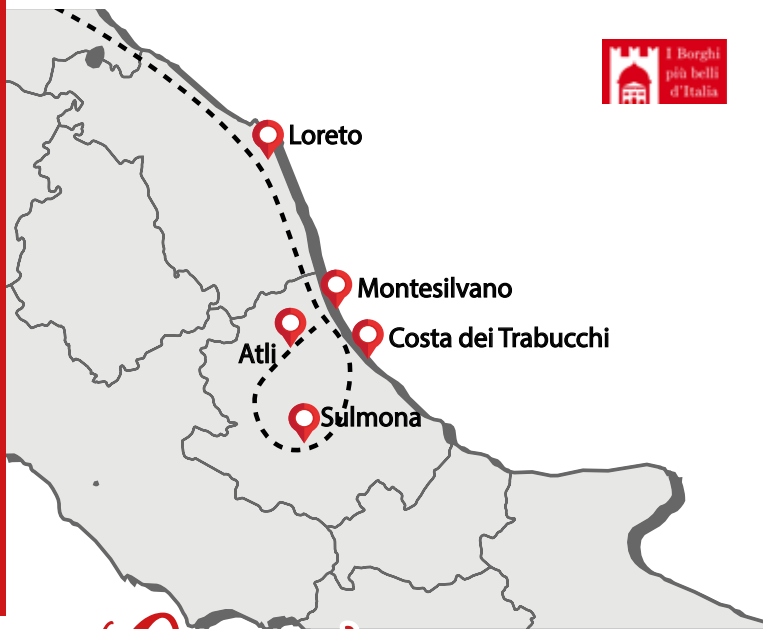 I Borghi
più belli
d'Italia
Loreto
Montesilvano
Costa dei Trabucchi
Atli
Sulmona